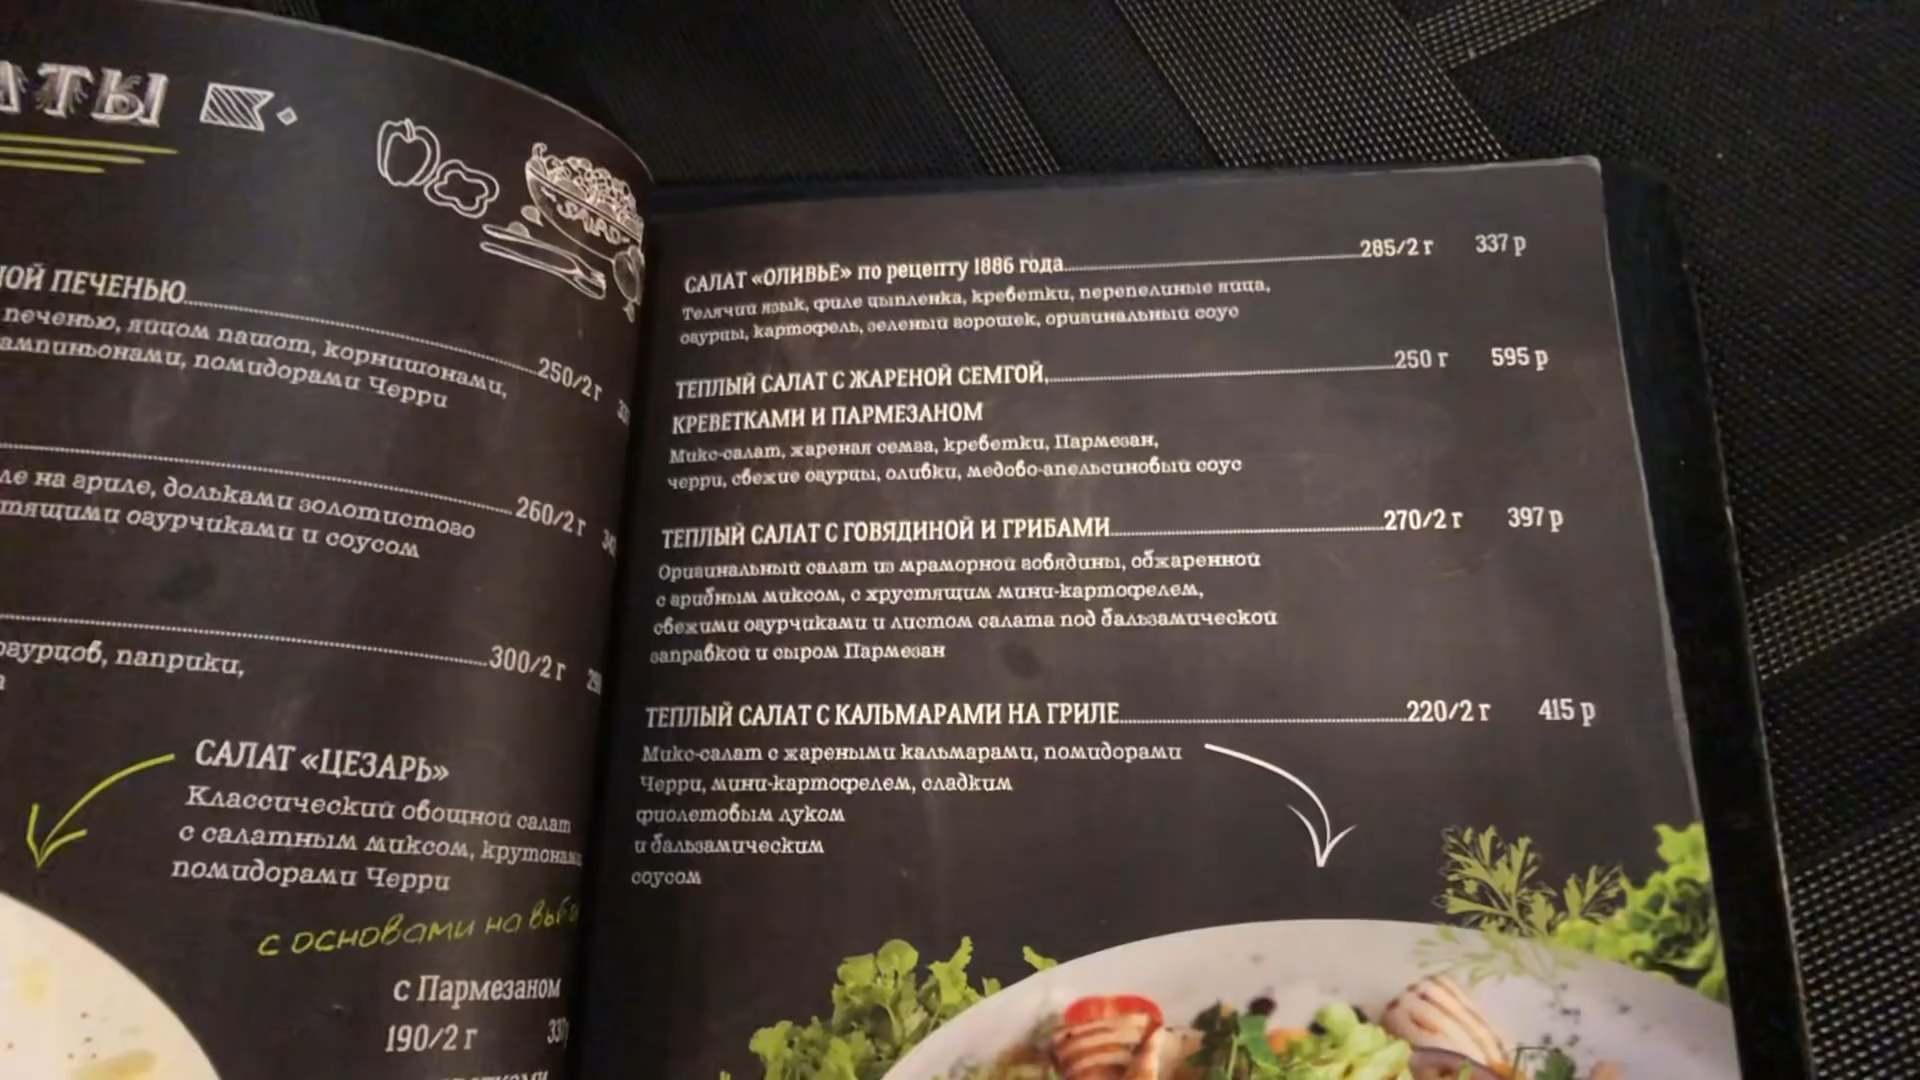 АТЫ
НОЙ ПЕЧЕНЬЮ 250/2 г
печенью, яйцом пашот, корнишонами,
ампиньонами, помидорами Черри
260/2 г
ле на гриле, дольками золотистого
тящими огурчиками и соусом
300/2 г
огурцов, паприки,
САЛАТ «ЦЕЗАРЬ»
Классический овощной салат
с салатным миксом, крутонами
помидорами Черри
с основами на выб
с Пармезаном
190/2 г
SALAD
САЛАТ «ОЛИВЬЕ» по рецепту 1886 года 285/2 г 337 р
Телячий язык, филе цыпленка, креветки, перепелиные яйца,
огурцы, картофель, зеленый горошек, оригинальный соус
ТЕПЛЫЙ САЛАТ С ЖАРЕНОЙ СЕМГОЙ, 250 г 595 р
КРЕВЕТКАМИ И ПАРМЕЗАНОМ
Микс-салат, жареная семга, креветки, Пармезан,
черри, свежие огурцы, оливки, медово-апельсиновый соус
ТЕПЛЫЙ САЛАТ С ГОВЯДИНОЙ И ГРИБАМИ 270/2 г 397 р
Оригинальный салат из мраморной говядины, обжаренной
с грибным миксом, с хрустящим мини-картофелем,
свежими огурчиками и листом салата под бальзамической
заправкой и сыром Пармезан
ТЕПЛЫЙ САЛАТ С КАЛЬМАРАМИ НА ГРИЛЕ 220/2 г 415 р
Микс-салат с жареными кальмарами, помидорами
Черри, мини-картофелем, сладким
фиолетовым луком
и бальзамическим
соусом